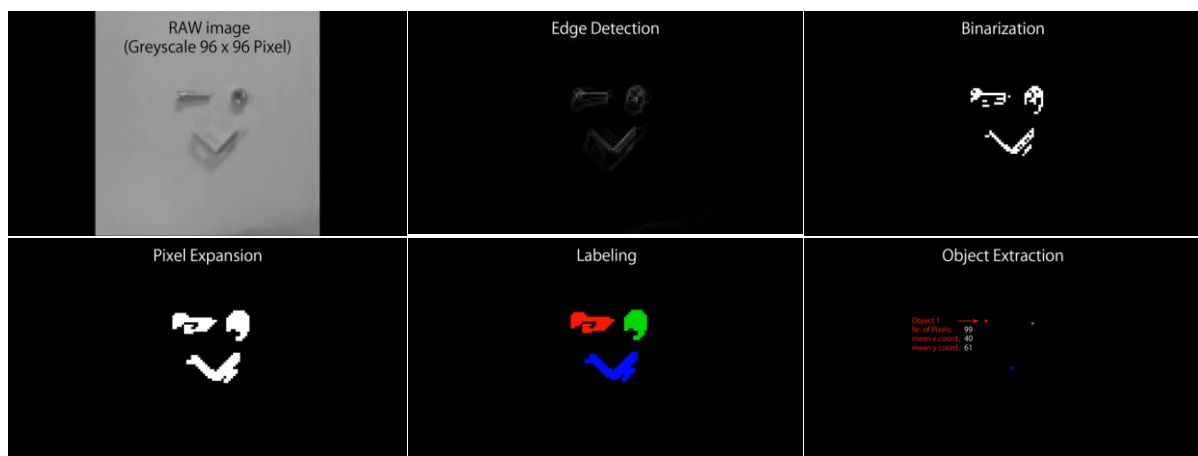 RAW image
(Greyscale 96 x 96 Pixel)
Edge Detection
Binarization
Pixel Expansion
Labeling
Object Extraction
Object 1
Nr. of Pixels: 99
mean x coord.: 40
mean y coord.: 61